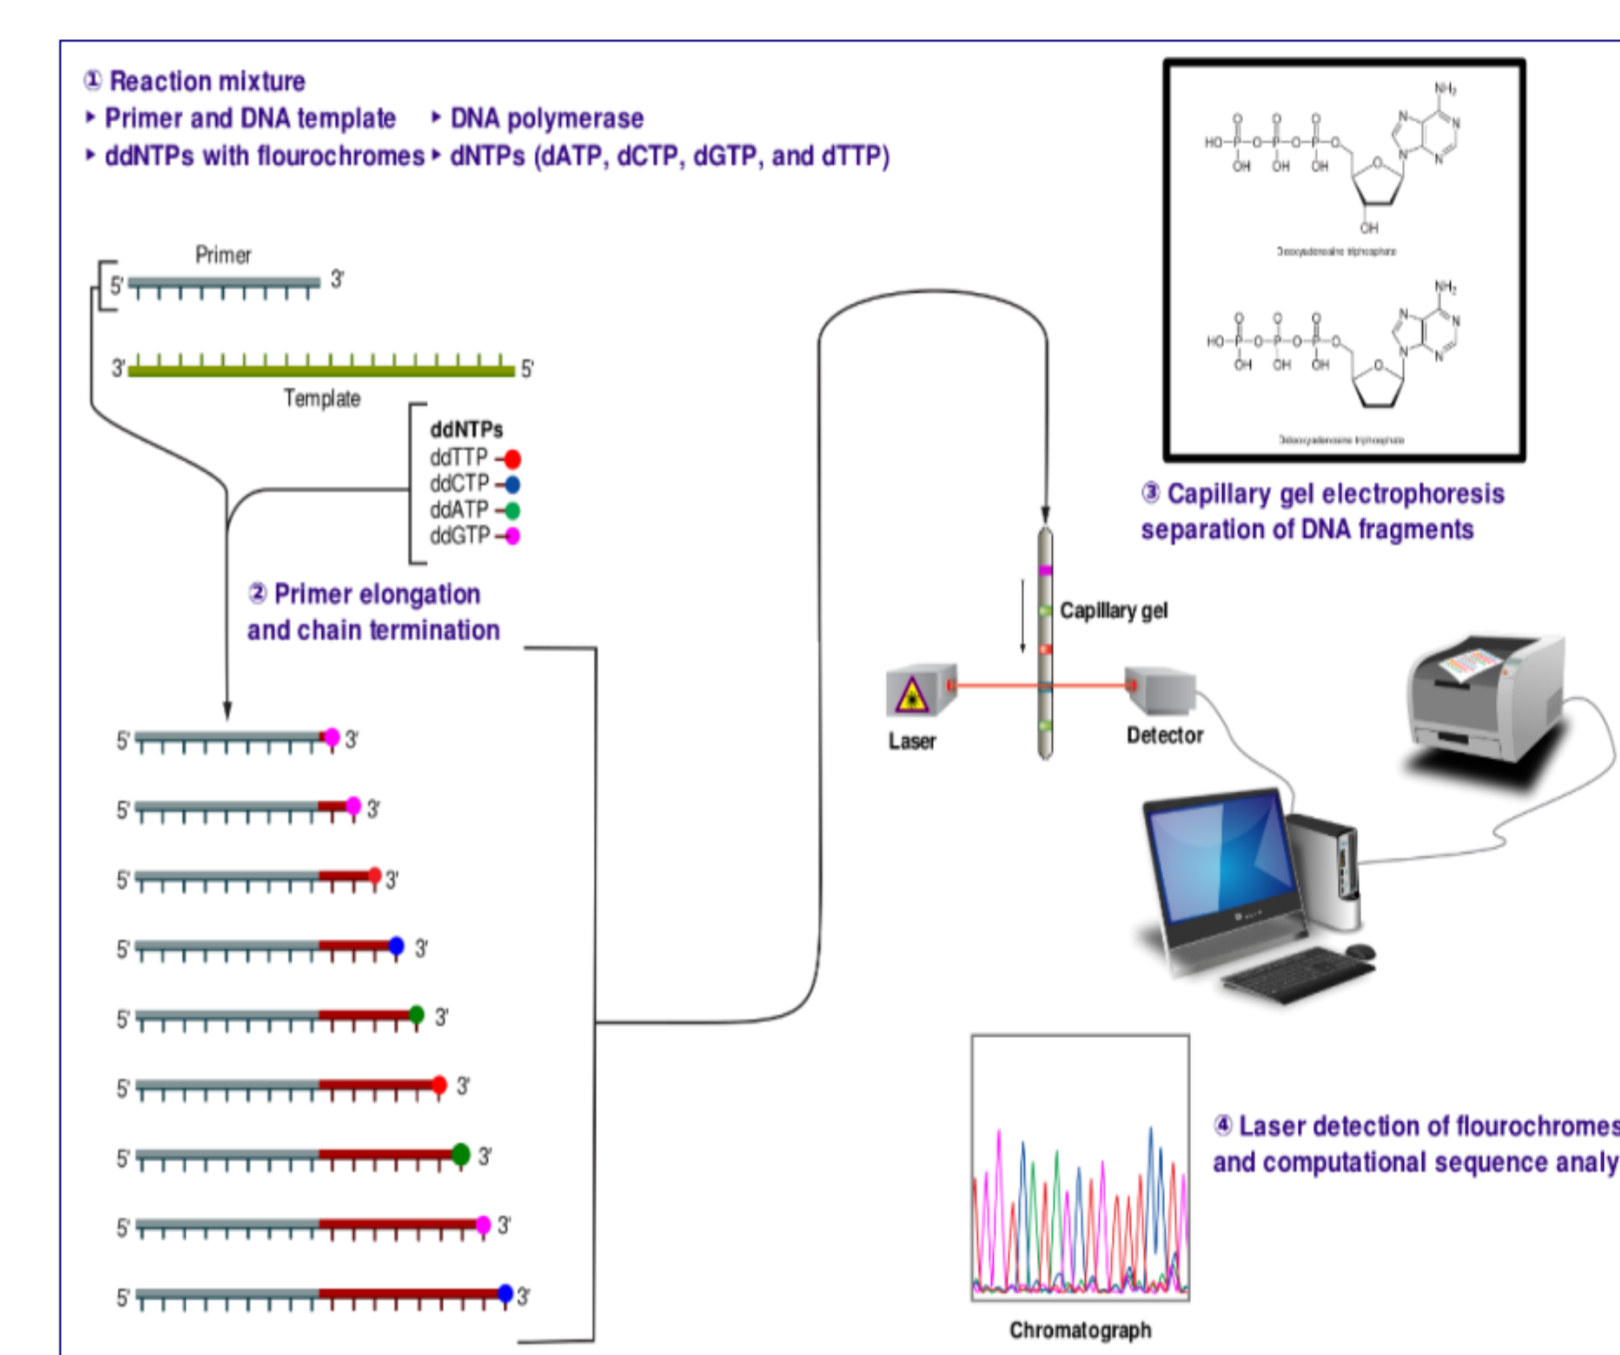 ① Reaction mixture
▸ Primer and DNA template ▸ DNA polymerase
▸ ddNTPs with flourochromes ▸ dNTPs (dATP, dCTP, dGTP, and dTTP)
Primer
5' 3'
3' 5'
Template
ddNTPs
ddTTP
ddCTP
ddATP
ddGTP
② Primer elongation
and chain termination
5' 3'
5' 3'
5' 3'
5' 3'
5' 3'
5' 3'
5' 3'
5' 3'
5' 3'
NH₂
N N
N N
O O O
HO-P-O-P-O-P-O
OH OH OH
O
OH
Deoxyadenosine triphosphate
NH₂
N N
N N
O O O
HO-P-O-P-O-P-O
OH OH OH
O
③ Capillary gel electrophoresis
separation of DNA fragments
Capillary gel
Laser
Detector
④ Laser detection of flourochromes
and computational sequence analy
Chromatograph